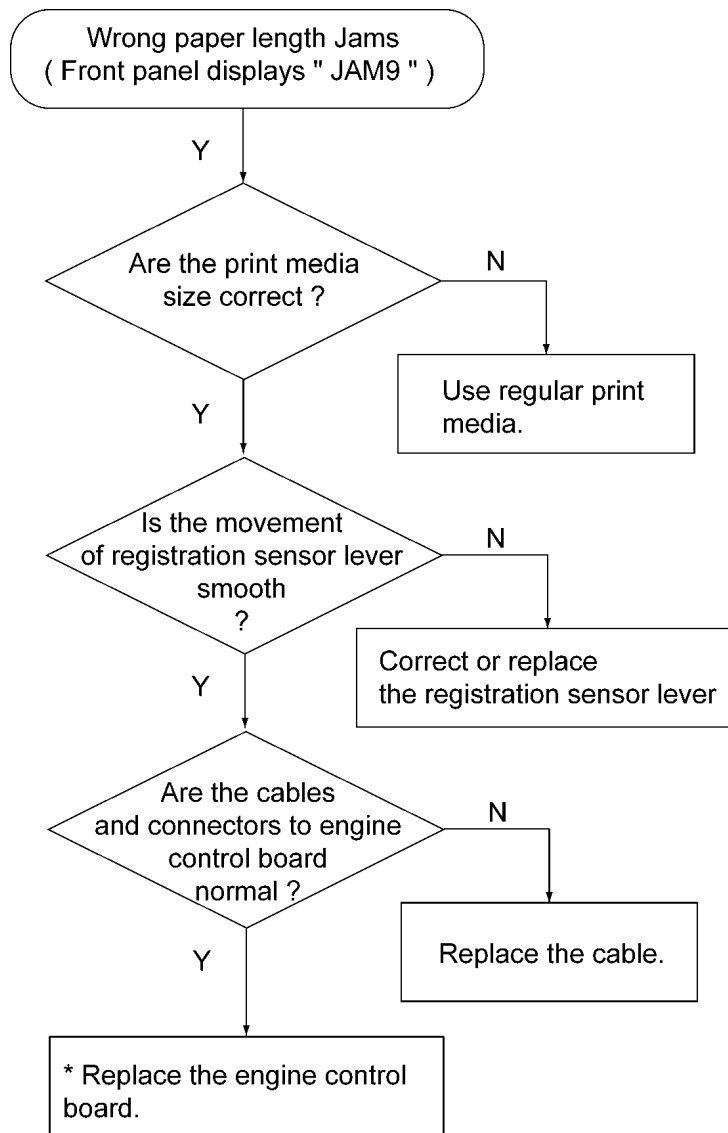 Wrong paper length Jams
( Front panel displays " JAM9 " )
Y
Are the print media
size correct ?
N
Use regular print
media.
Y
Is the movement
of registration sensor lever
smooth
?
N
Correct or replace
the registration sensor lever
Y
Are the cables
and connectors to engine
control board
normal ?
N
Replace the cable.
Y
* Replace the engine control
board.